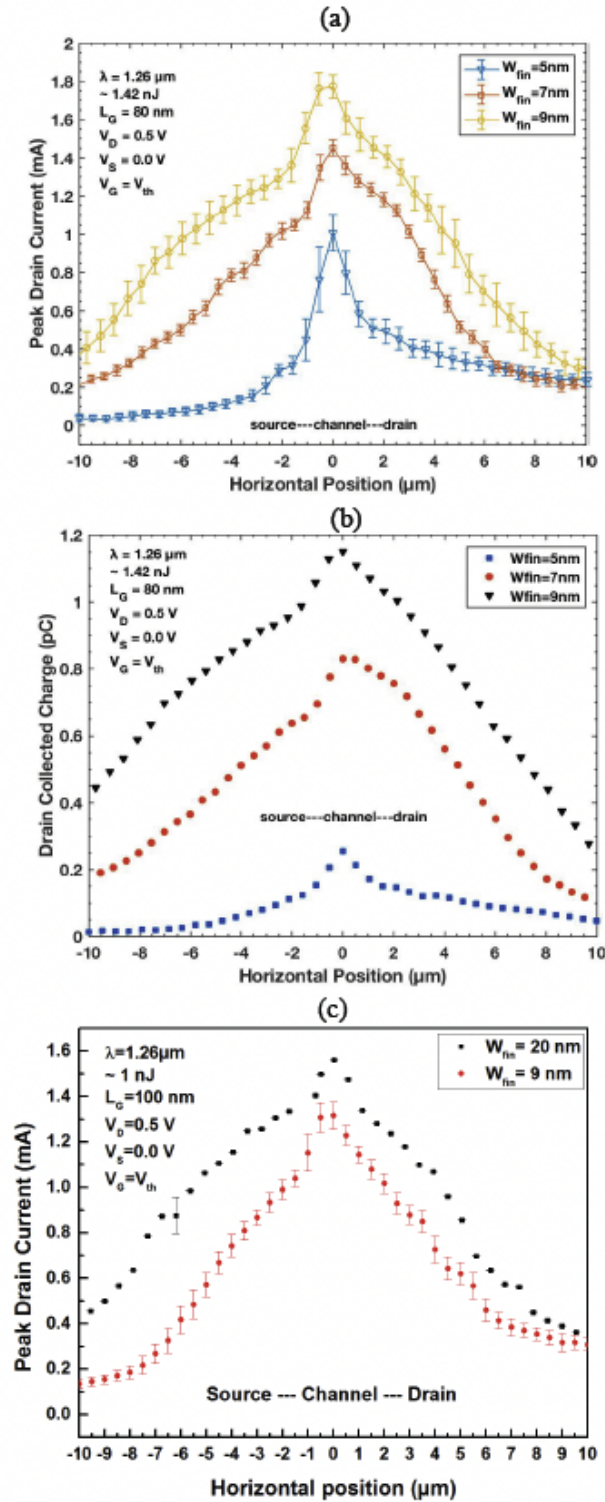 (a)
2
1.8
1.6
1.4
1.2
1
0.8
0.6
0.4
0.2
0
Peak Drain Current (mA)
λ = 1.26 µm
~ 1.42 nJ
L_G = 80 nm
V_D = 0.5 V
V_S = 0.0 V
V_G = V_th
W_fin=5nm
W_fin=7nm
W_fin=9nm
source---channel---drain
-10 -8 -6 -4 -2 0 2 4 6 8 10
Horizontal Position (µm)
(b)
1.2
1
0.8
0.6
0.4
0.2
0
Drain Collected Charge (pC)
λ = 1.26 µm
~ 1.42 nJ
L_G = 80 nm
V_D = 0.5 V
V_S = 0.0 V
V_G = V_th
Wfin=5nm
Wfin=7nm
Wfin=9nm
source---channel---drain
-10 -8 -6 -4 -2 0 2 4 6 8 10
Horizontal Position (µm)
(c)
1.6
1.4
1.2
1.0
0.8
0.6
0.4
0.2
0.0
Peak Drain Current (mA)
λ=1.26µm
~ 1 nJ
L_G=100 nm
V_D=0.5 V
V_S=0.0 V
V_G=V_th
W_fin= 20 nm
W_fin= 9 nm
Source --- Channel --- Drain
-10 -9 -8 -7 -6 -5 -4 -3 -2 -1 0 1 2 3 4 5 6 7 8 9 10
Horizontal position (µm)